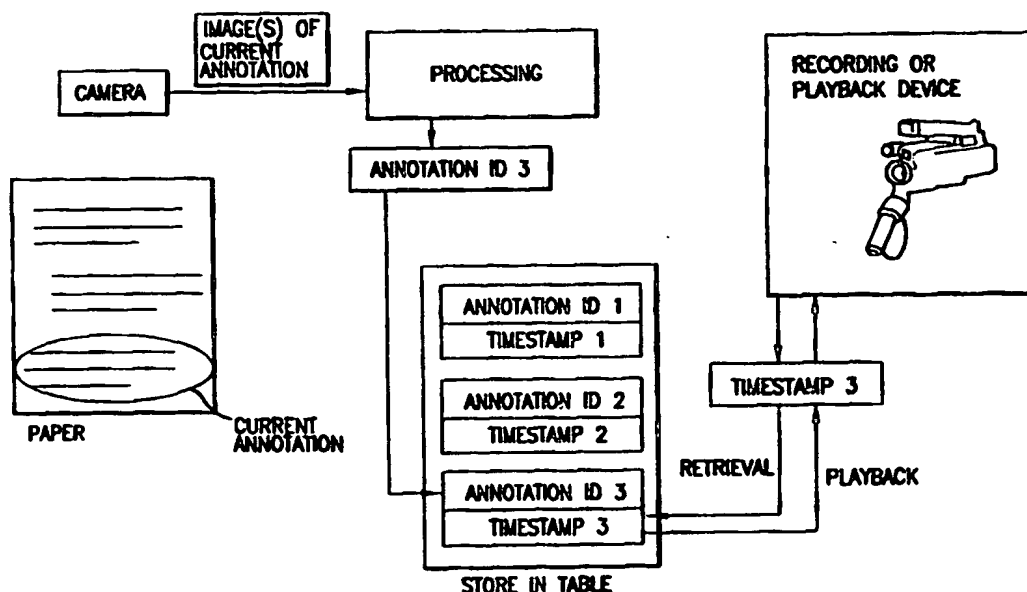 IMAGE(S) OF
CURRENT
ANNOTATION
CAMERA
PROCESSING
RECORDING OR
PLAYBACK DEVICE
ANNOTATION ID 3
ANNOTATION ID 1
TIMESTAMP 1
ANNOTATION ID 2
TIMESTAMP 2
ANNOTATION ID 3
TIMESTAMP 3
STORE IN TABLE
TIMESTAMP 3
RETRIEVAL
PLAYBACK
PAPER
CURRENT
ANNOTATION